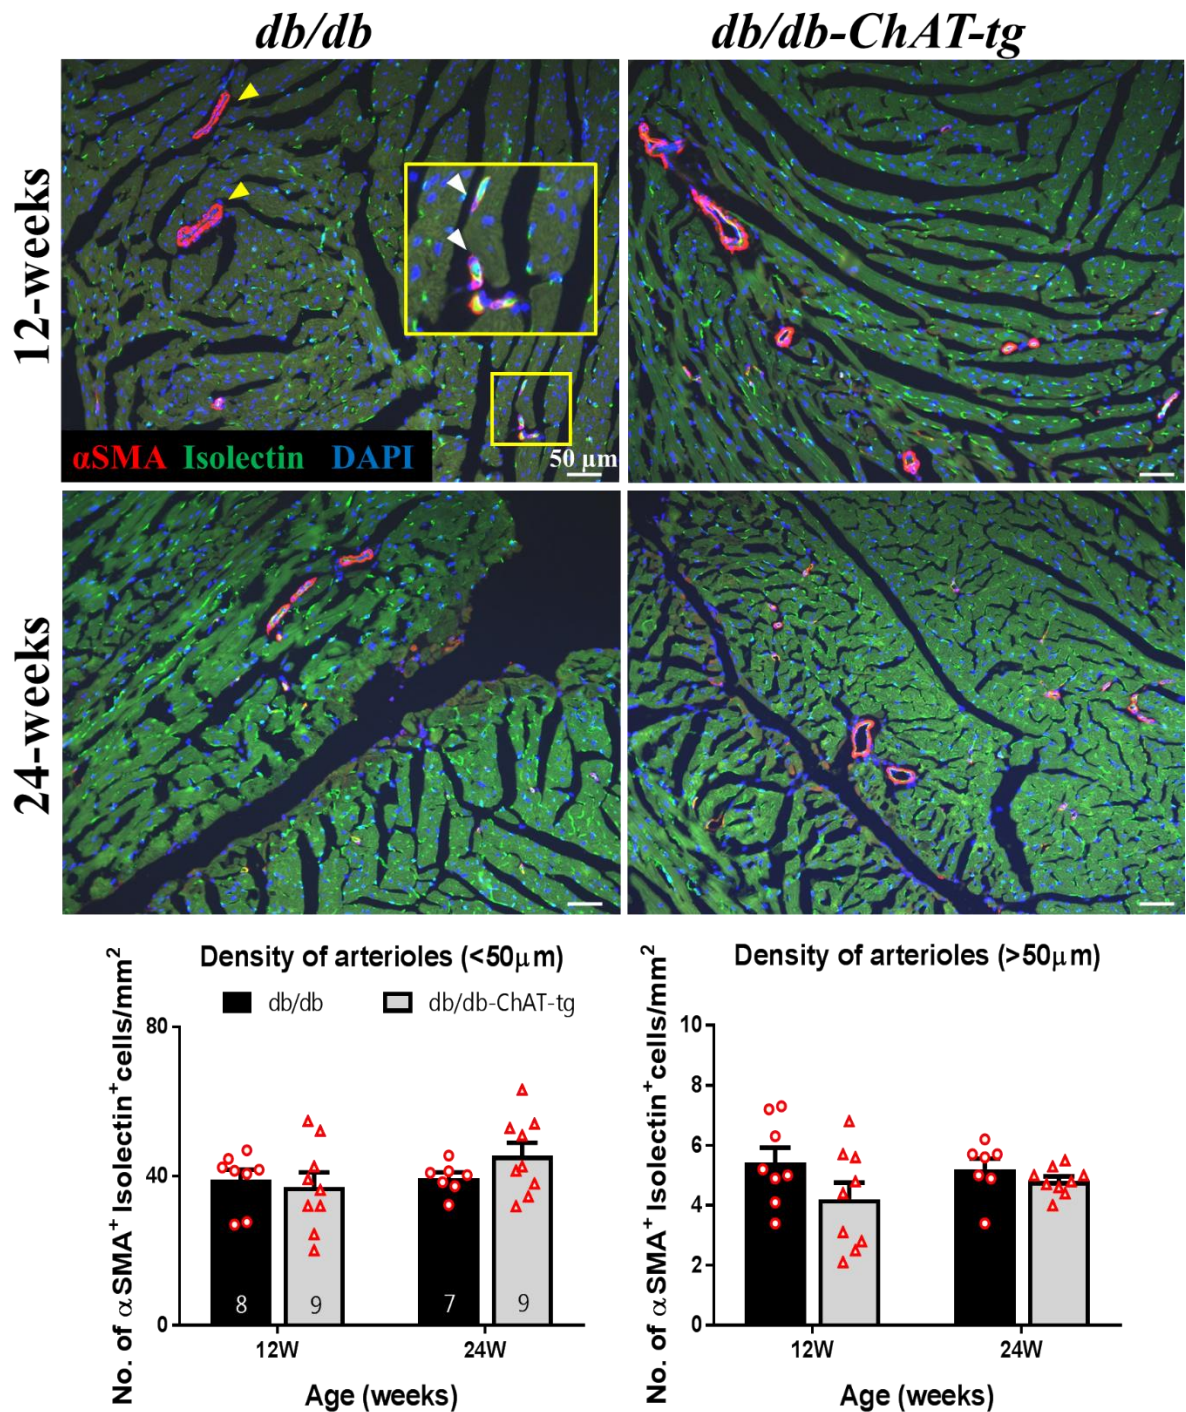 db/db db/db-ChAT-tg
12-weeks
αSMA Isolectin DAPI
50 µm
24-weeks
Density of arterioles (<50µm)
db/db db/db-ChAT-tg
No. of αSMA⁺ Isolectin⁺cells/mm²
80
40
0
8 9 7 9
12W 24W
Age (weeks)
Density of arterioles (>50µm)
No. of αSMA⁺ Isolectin⁺cells/mm²
10
8
6
4
2
0
12W 24W
Age (weeks)